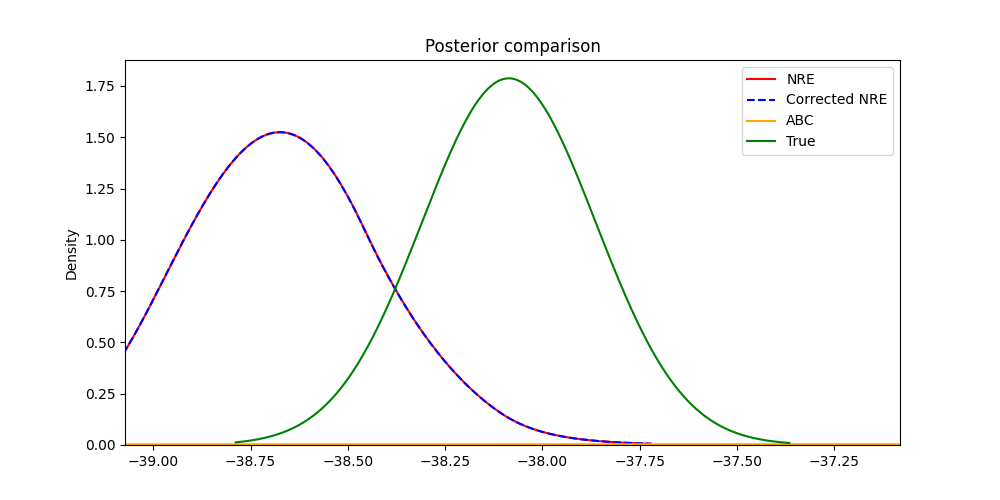 Posterior comparison
NRE
Corrected NRE
ABC
True
Density
1.75
1.50
1.25
1.00
0.75
0.50
0.25
0.00
−39.00 −38.75 −38.50 −38.25 −38.00 −37.75 −37.50 −37.25